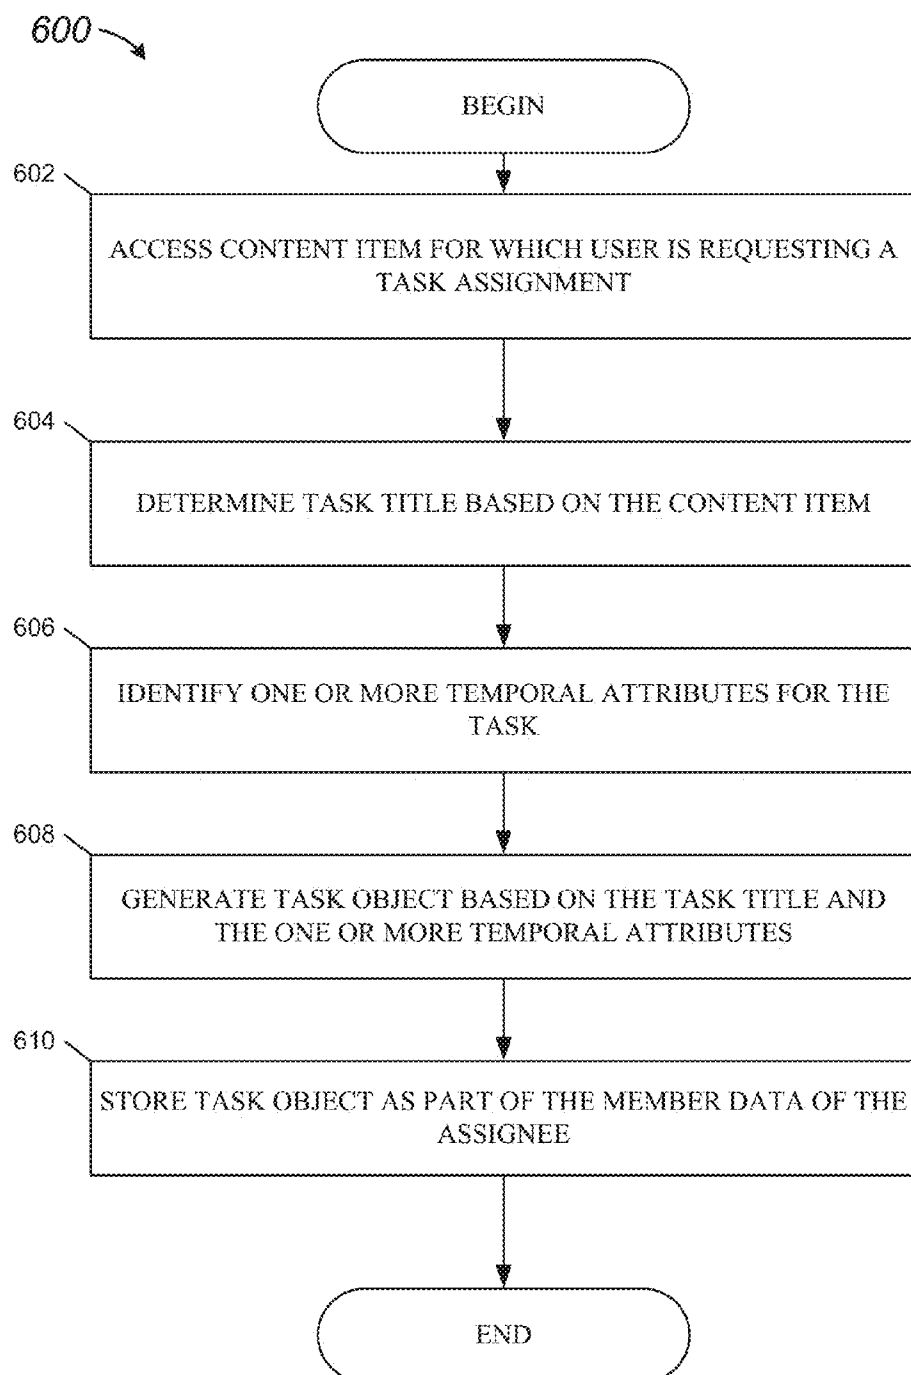 600
BEGIN
602
ACCESS CONTENT ITEM FOR WHICH USER IS REQUESTING A
TASK ASSIGNMENT
604
DETERMINE TASK TITLE BASED ON THE CONTENT ITEM
606
IDENTIFY ONE OR MORE TEMPORAL ATTRIBUTES FOR THE
TASK
608
GENERATE TASK OBJECT BASED ON THE TASK TITLE AND
THE ONE OR MORE TEMPORAL ATTRIBUTES
610
STORE TASK OBJECT AS PART OF THE MEMBER DATA OF THE
ASSIGNEE
END